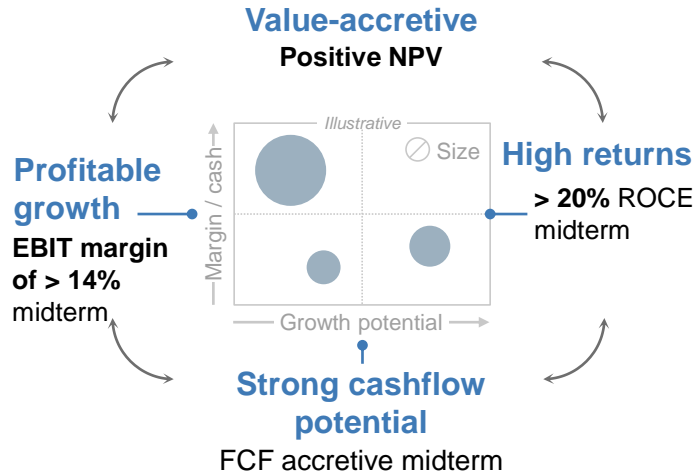 Value-accretive
Positive NPV
Illustrative
Size
Margin / cash
Growth potential
Profitable
growth
EBIT margin
of > 14%
midterm
High returns
> 20% ROCE
midterm
Strong cashflow
potential
FCF accretive midterm